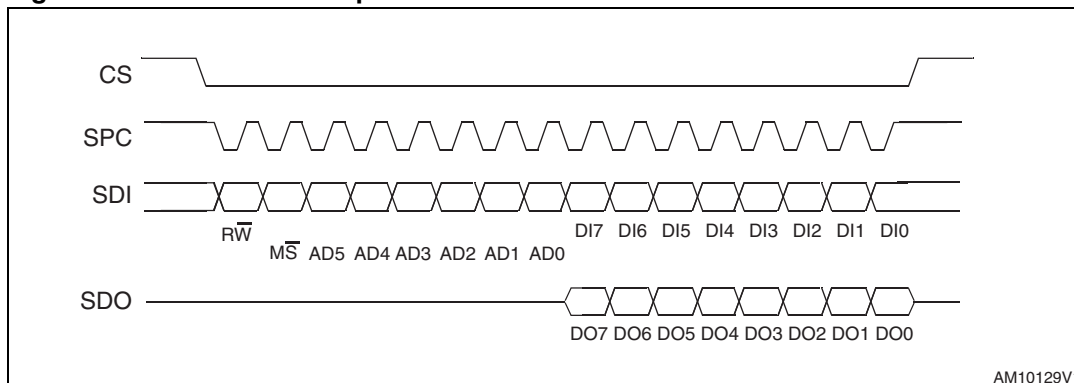 CS
SPC
SDI
RW̅
MS̅ AD5 AD4 AD3 AD2 AD1 AD0
DI7 DI6 DI5 DI4 DI3 DI2 DI1 DI0
SDO
DO7 DO6 DO5 DO4 DO3 DO2 DO1 DO0
AM10129V